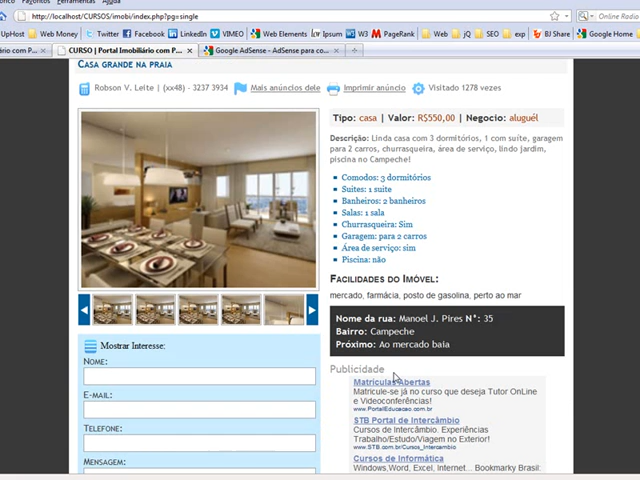 Favoritos Ajuda
http://localhost/CURSOS/imobi/index.php?pg=single
Online Radio
UpHost Web Money Twitter Facebook LinkedIn VIMEO Web Elements Ipsum W3 PageRank jQ SEO exp BJ Share Google Home
ário com P... CURSO | Portal Imobiliário com P... Google AdSense - AdSense para co...
Casa grande na praia
Robson V. Leite | (xx48) - 3237 3934 Mais anúncios dele Imprimir anúncio Visitado 1278 vezes
Tipo: casa | Valor: R$550,00 | Negocio: aluguél
Descrição: Linda casa com 3 dormitórios, 1 com suíte, garagem
para 2 carros, churrasqueira, área de serviço, lindo jardim,
piscina no Campeche!
Comodos: 3 dormitórios
Suites: 1 suite
Banheiros: 2 banheiros
Salas: 1 sala
Churrasqueira: Sim
Garagem: para 2 carros
Área de serviço: sim
Piscina: não
Facilidades do Imóvel:
mercado, farmácia, posto de gasolina, perto ao mar
Nome da rua: Manoel J. Pires N°: 35
Bairro: Campeche
Próximo: Ao mercado baia
Mostrar Interesse:
Nome:
E-mail:
Telefone:
Mensagem:
Publicidade
Matrículas Abertas
Matricule-se já no curso que deseja Tutor OnLine
e Videoconferências!
www.PortalEducacao.com.br
STB Portal de Intercâmbio
Cursos de Intercâmbio. Experiências
Trabalho/Estudo/Viagem no Exterior!
www.STB.com.br/Cursos_Intercambio
Cursos de Informática
Windows,Word, Excel, Internet... Bookmarky Brasil: